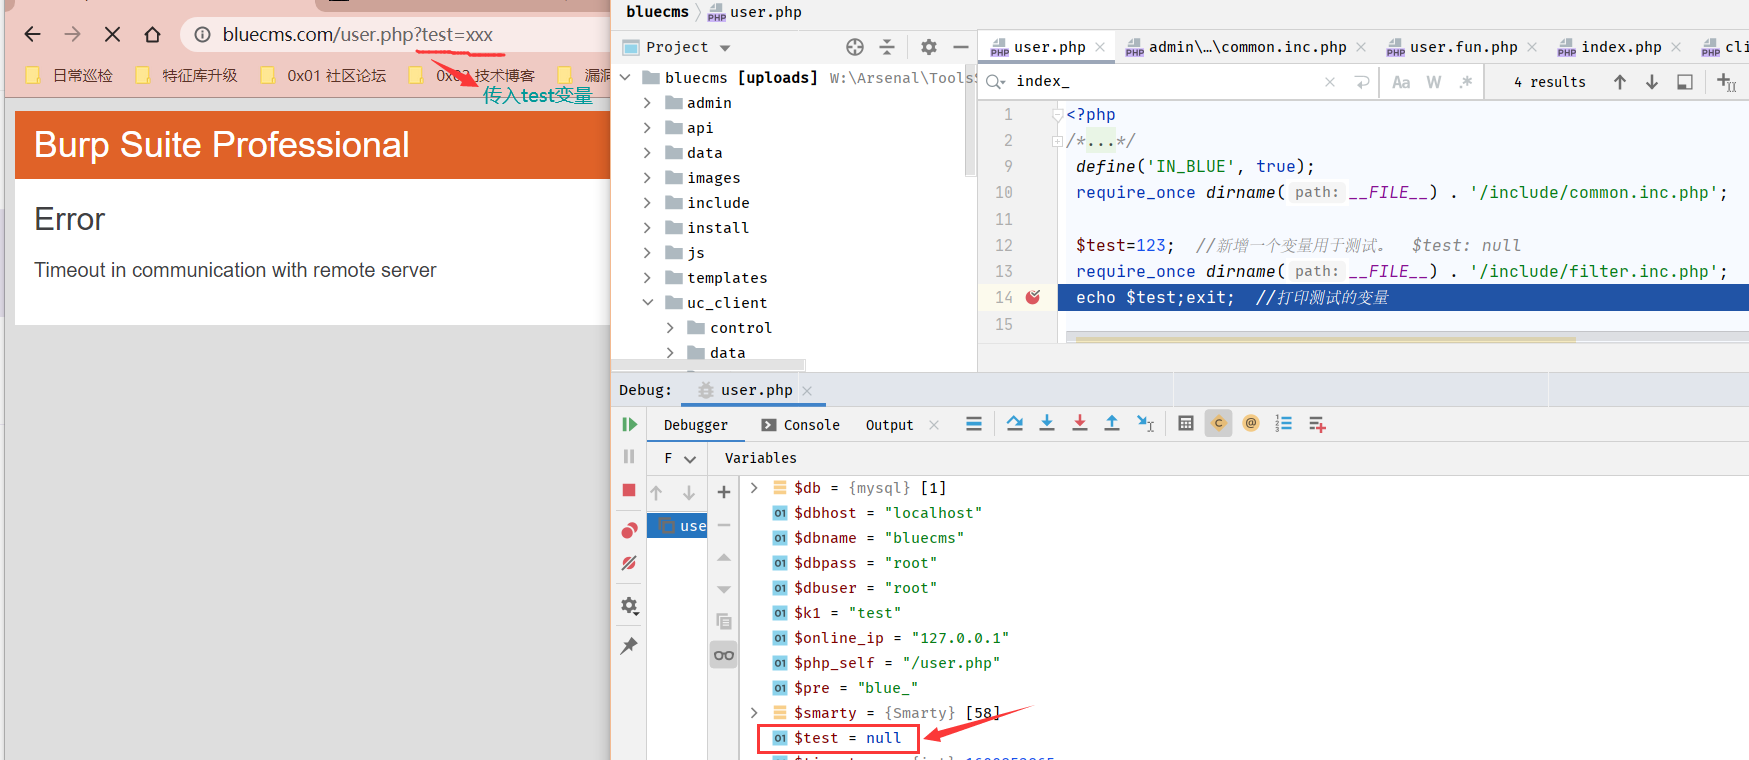 bluecms.com/user.php?test=xxx
日常巡检
特征库升级
0x01 社区论坛
技术博客
传入test变量
Burp Suite Professional
Error
Timeout in communication with remote server
bluecms
user.php
Project
bluecms [uploads]
admin
api
data
images
include
install
js
templates
uc_client
control
data
user.php
admin\...\common.inc.php
user.fun.php
index.php
index_
Aa
W
.*
4 results
1 <?php
2 /*...*/
9 define('IN_BLUE', true);
10 require_once dirname( path: __FILE__) . '/include/common.inc.php';
11
12 $test=123; //新增一个变量用于测试。 $test: null
13 require_once dirname( path: __FILE__) . '/include/filter.inc.php';
14 echo $test;exit; //打印测试的变量
15
Debug:
user.php
Debugger
Console
Output
F
Variables
use
$db = {mysql} [1]
$dbhost = "localhost"
$dbname = "bluecms"
$dbpass = "root"
$dbuser = "root"
$k1 = "test"
$online_ip = "127.0.0.1"
$php_self = "/user.php"
$pre = "blue_"
$smarty = {Smarty} [58]
$test = null